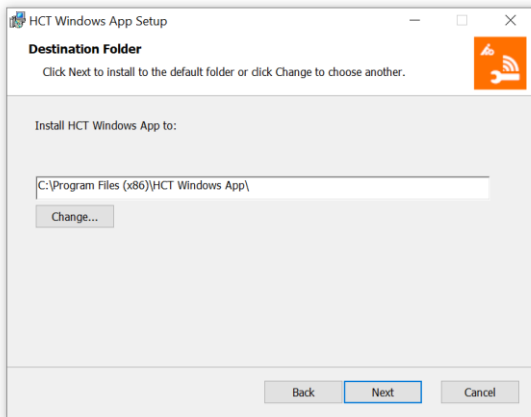 HCT Windows App Setup
Destination Folder
Click Next to install to the default folder or click Change to choose another.
Install HCT Windows App to:
C:\Program Files (x86)\HCT Windows App\
Change...
Back
Next
Cancel